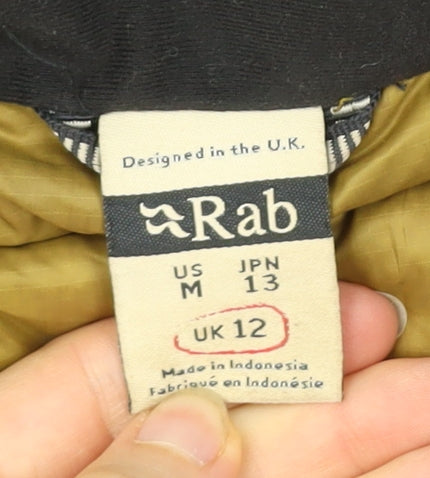 Designed in the U.K.
Rab
US JPN
M 13
UK 12
Made in Indonesia
Fabriqué en Indonésie